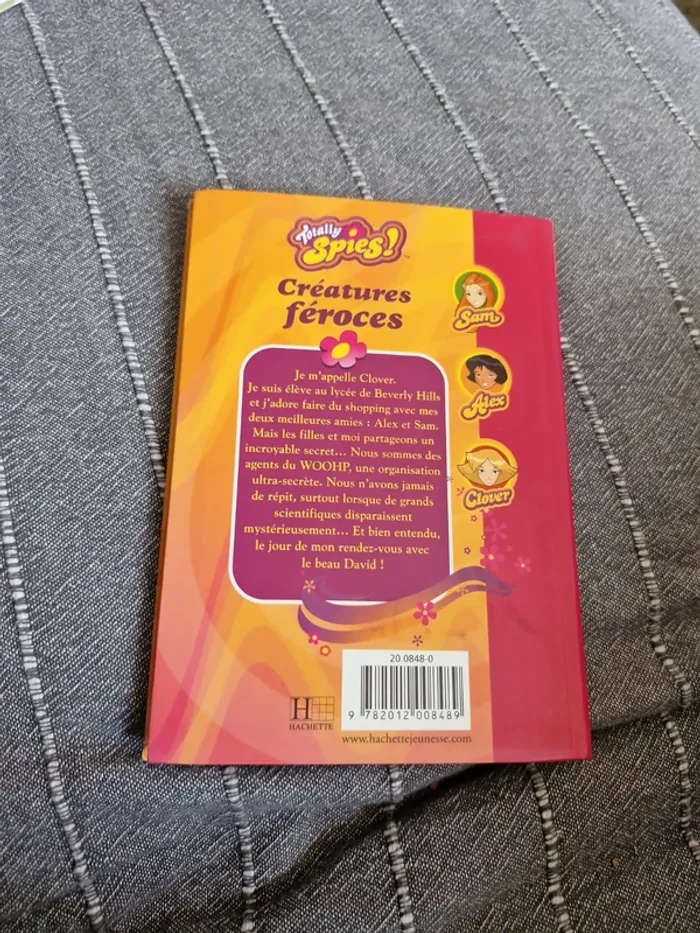 Totally
Spies!
TM
Créatures
féroces
Je m'appelle Clover.
Je suis élève au lycée de Beverly Hills
et j'adore faire du shopping avec mes
deux meilleures amies : Alex et Sam.
Mais les filles et moi partageons un
incroyable secret... Nous sommes des
agents du WOOHP, une organisation
ultra-secrète. Nous n'avons jamais
de répit, surtout lorsque de grands
scientifiques disparaissent
mystérieusement... Et bien entendu,
le jour de mon rendez-vous avec
le beau David !
Sam
Alex
Clover
20.0848-0
9 782012 008489
H
HACHETTE
www.hachettejeunesse.com